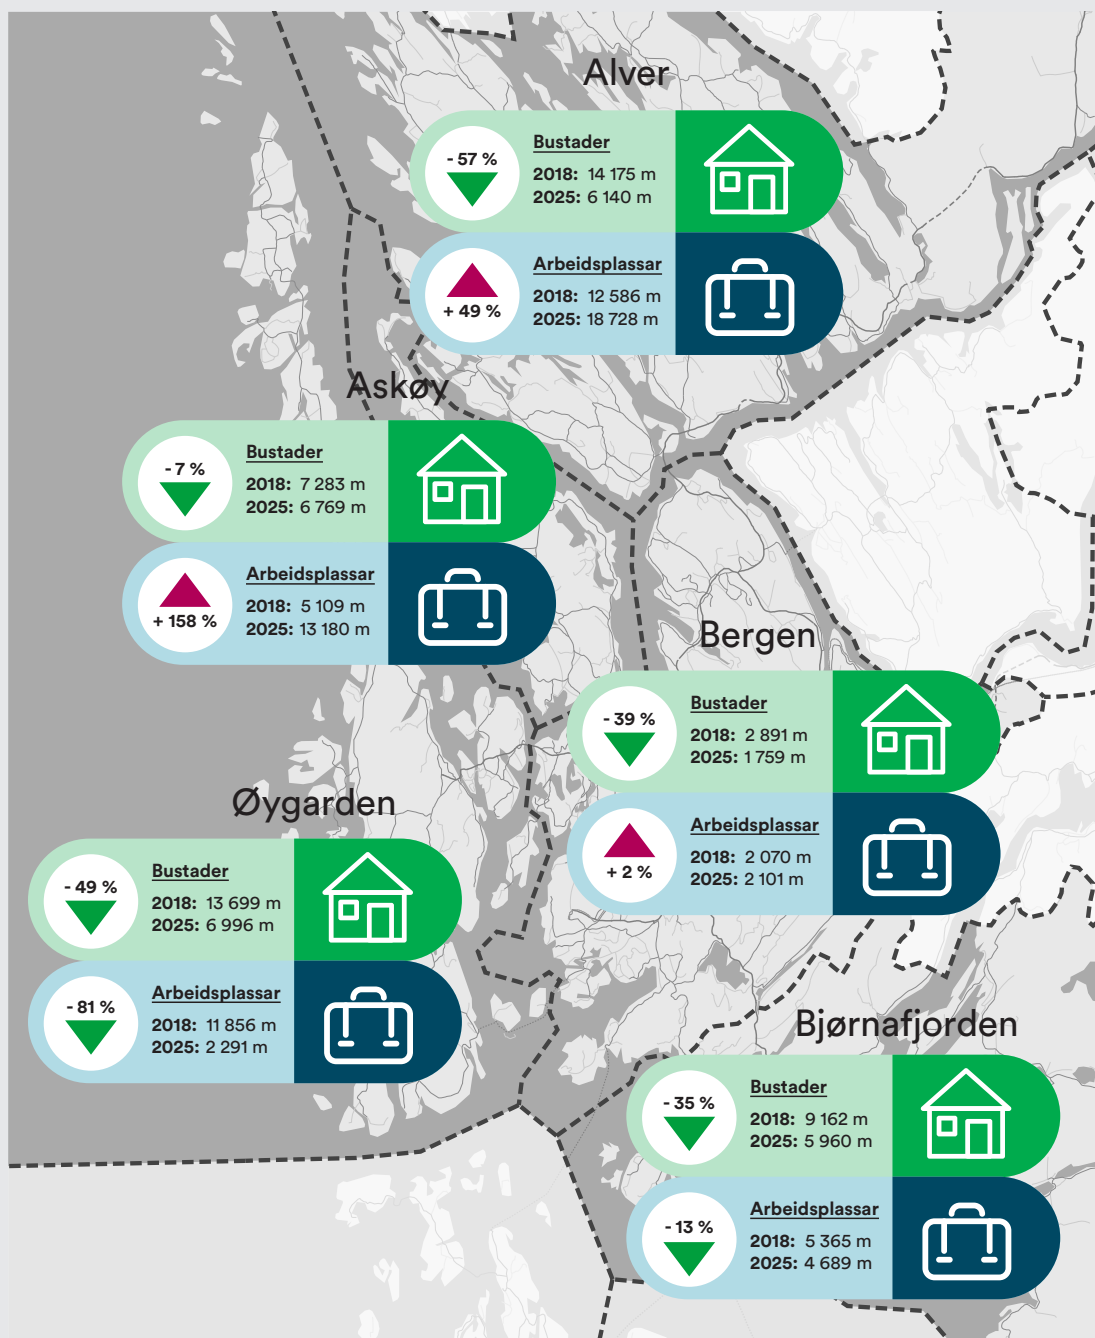 Alver
- 57 %
Bustader
2018: 14 175 m
2025: 6 140 m
+ 49 %
Arbeidsplassar
2018: 12 586 m
2025: 18 728 m
Askøy
- 7 %
Bustader
2018: 7 283 m
2025: 6 769 m
+ 158 %
Arbeidsplassar
2018: 5 109 m
2025: 13 180 m
Bergen
- 39 %
Bustader
2018: 2 891 m
2025: 1 759 m
+ 2 %
Arbeidsplassar
2018: 2 070 m
2025: 2 101 m
Øygarden
- 49 %
Bustader
2018: 13 699 m
2025: 6 996 m
- 81 %
Arbeidsplassar
2018: 11 856 m
2025: 2 291 m
Bjørnafjorden
- 35 %
Bustader
2018: 9 162 m
2025: 5 960 m
- 13 %
Arbeidsplassar
2018: 5 365 m
2025: 4 689 m